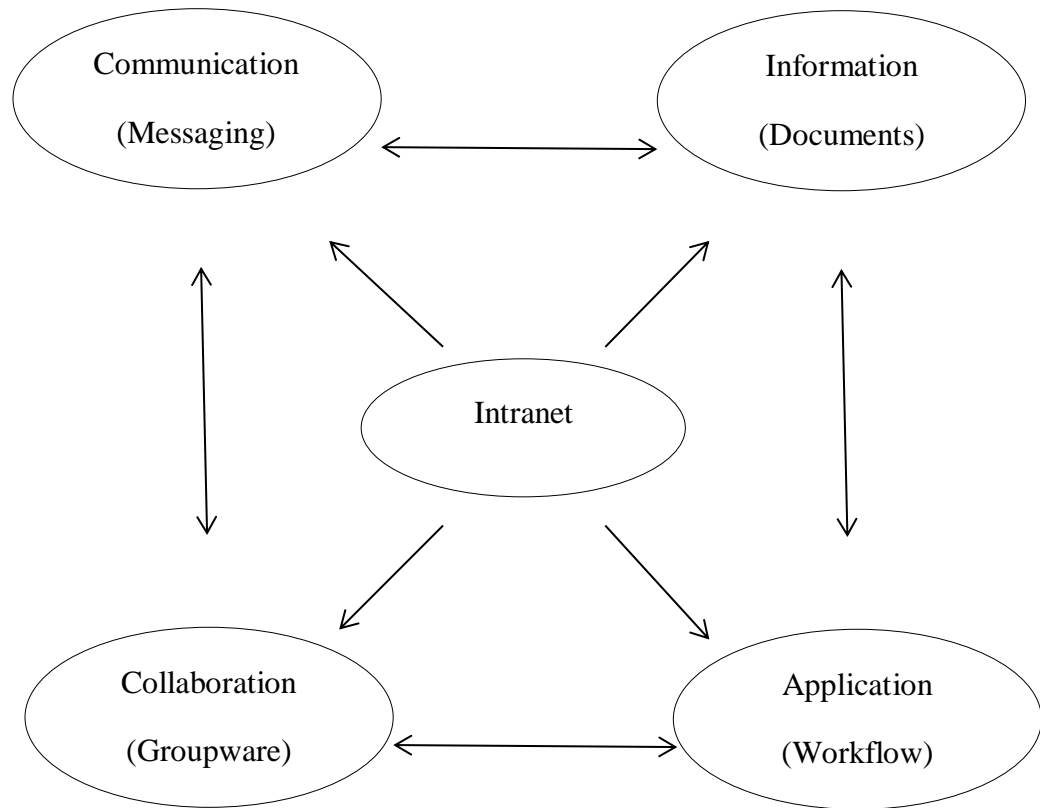 Communication
(Messaging)
Information
(Documents)
Intranet
Collaboration
(Groupware)
Application
(Workflow)